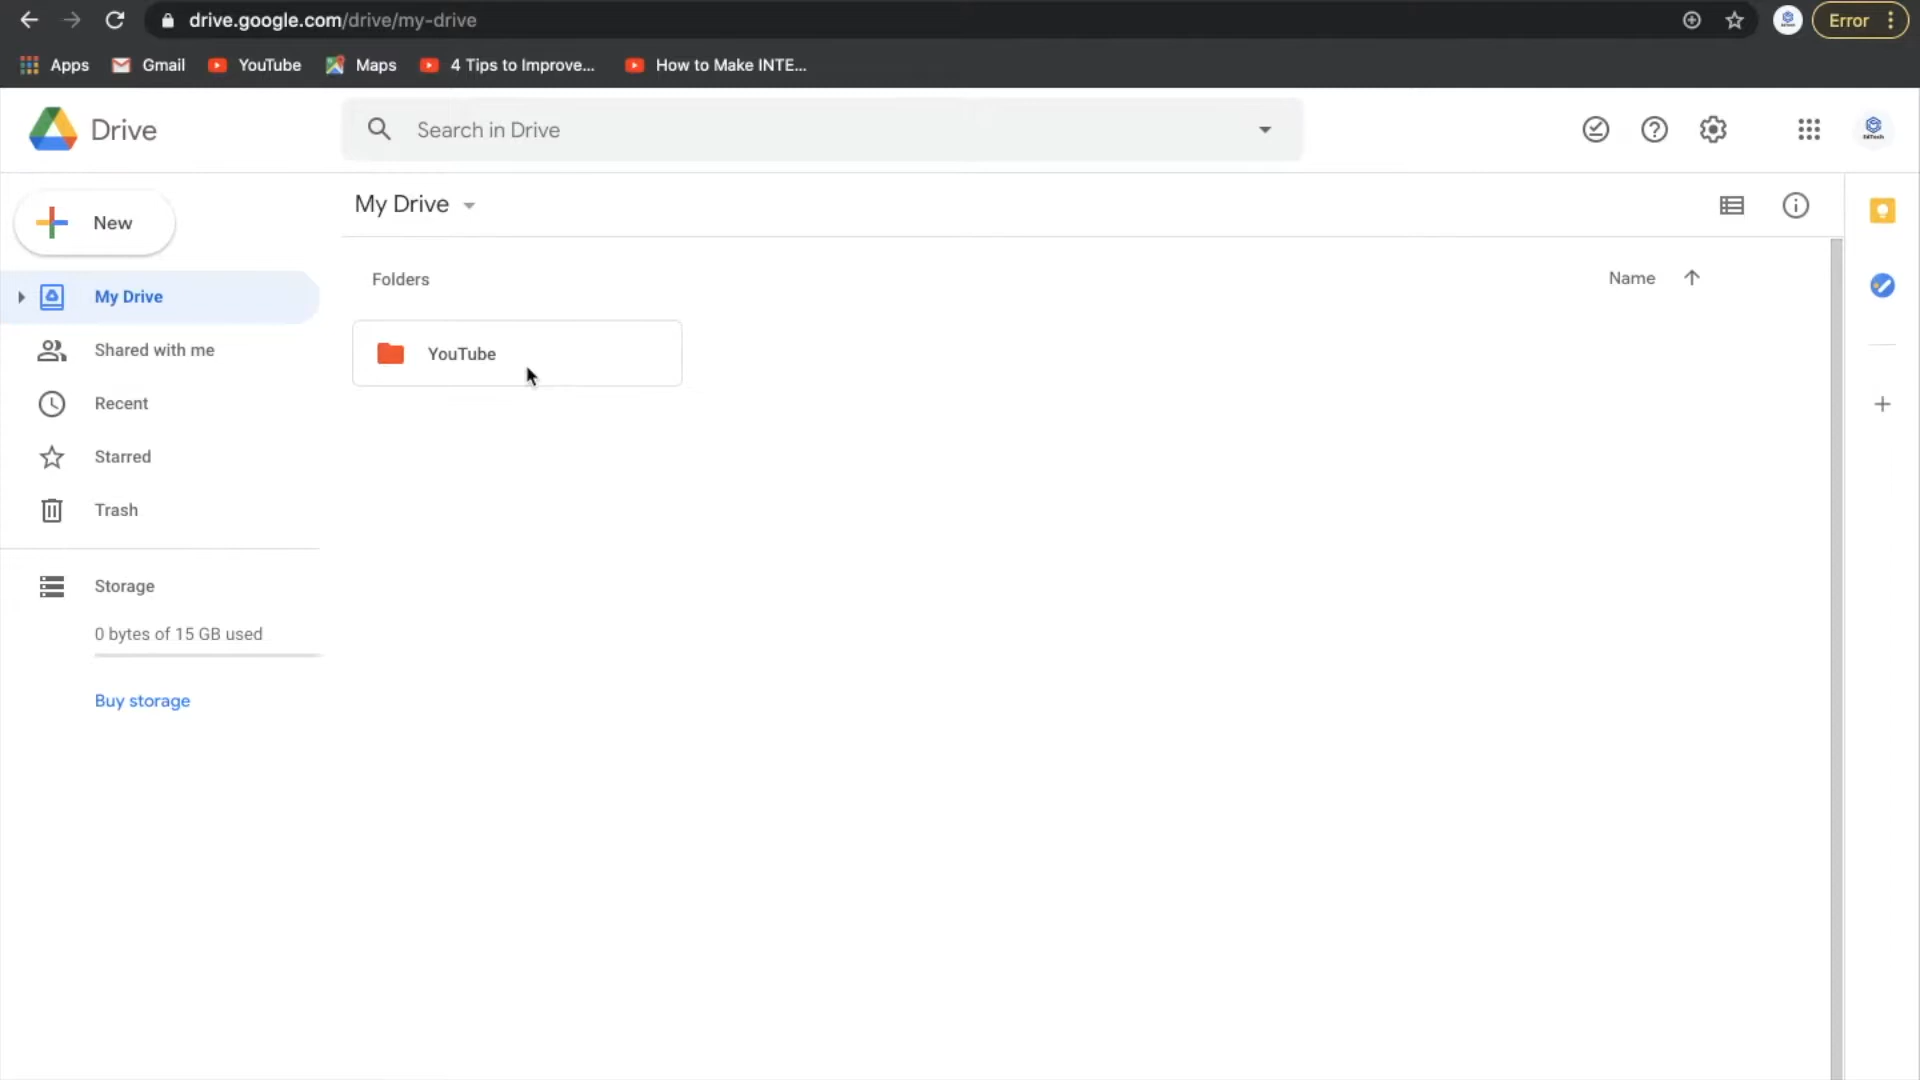 drive.google.com/drive/my-drive
Error
Apps
Gmail
YouTube
Maps
4 Tips to Improve...
How to Make INTE...
Drive
Search in Drive
EdTech
New
My Drive
My Drive
Shared with me
Recent
Starred
Trash
Storage
0 bytes of 15 GB used
Buy storage
Folders
Name
YouTube